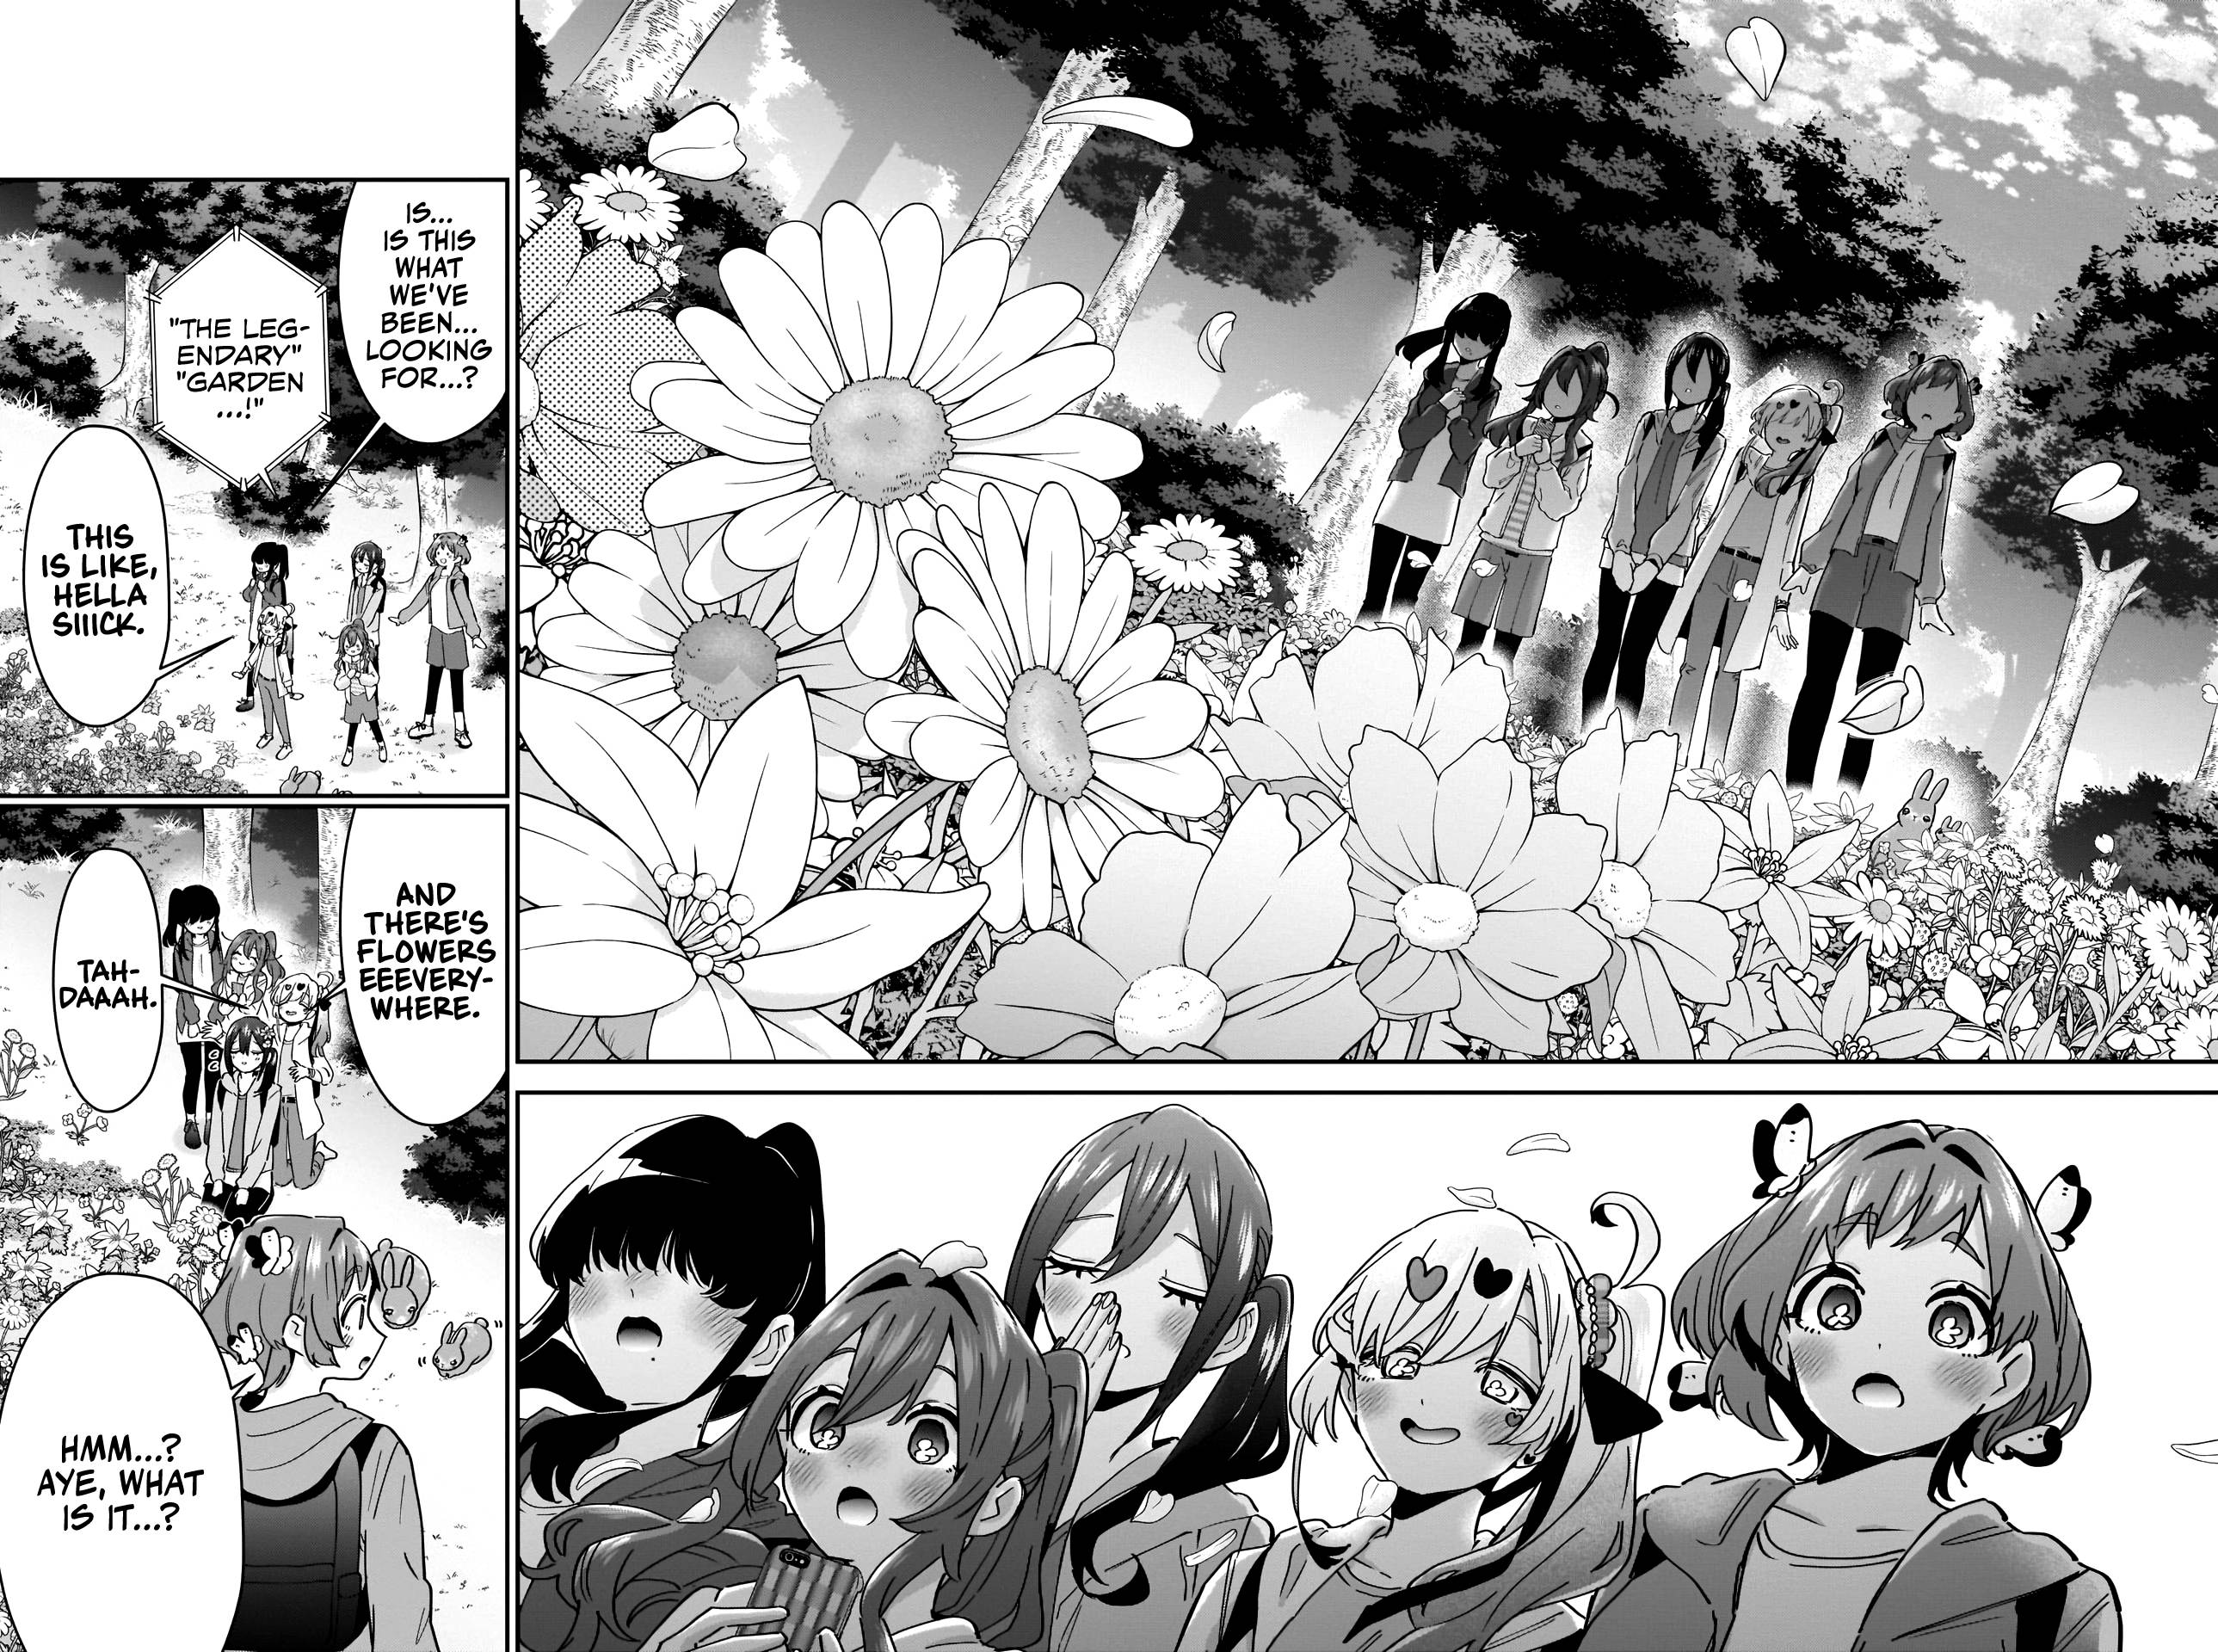 IS...
IS THIS
WHAT
WE'VE
BEEN...
LOOKING
FOR...?
"THE LEG-
ENDARY"
"GARDEN
...!"
THIS
IS LIKE,
HELLA
SIIICK.
AND
THERE'S
FLOWERS
EEEVERY-
WHERE.
TAH-
DAAAH.
HMM...?
AYE, WHAT
IS IT...?